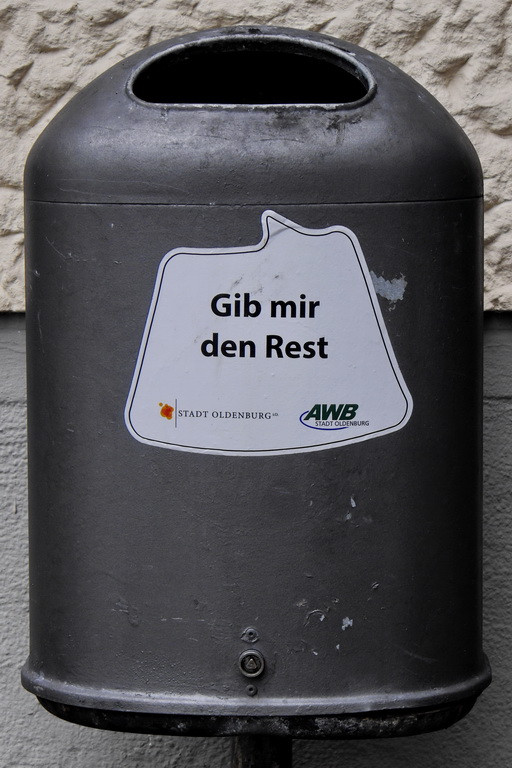 Gib mir
den Rest
STADT OLDENBURG
AWB
STADT OLDENBURG